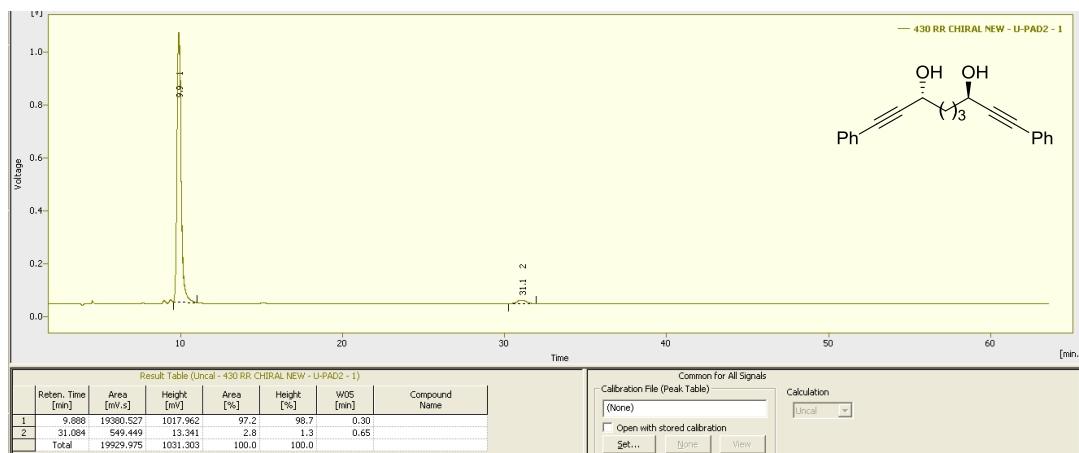 [V]
— 430 RR CHIRAL NEW - U-PAD2 - 1
1.0
0.8
0.6
0.4
0.2
0.0
Voltage
9.9 1
31.1 2
OH OH
( )3
Ph Ph
10 20 30 40 50 60
Time
[min.
Result Table (Uncal - 430 RR CHIRAL NEW - U-PAD2 - 1)
Reten. Time [min] Area [mV.s] Height [mV] Area [%] Height [%] W05 [min] Compound Name
1 9.888 19380.527 1017.962 97.2 98.7 0.30
2 31.084 549.449 13.341 2.8 1.3 0.65
Total 19929.975 1031.303 100.0 100.0
Common for All Signals
Calibration File (Peak Table)
(None)
Open with stored calibration
Set... None View
Calculation
Uncal